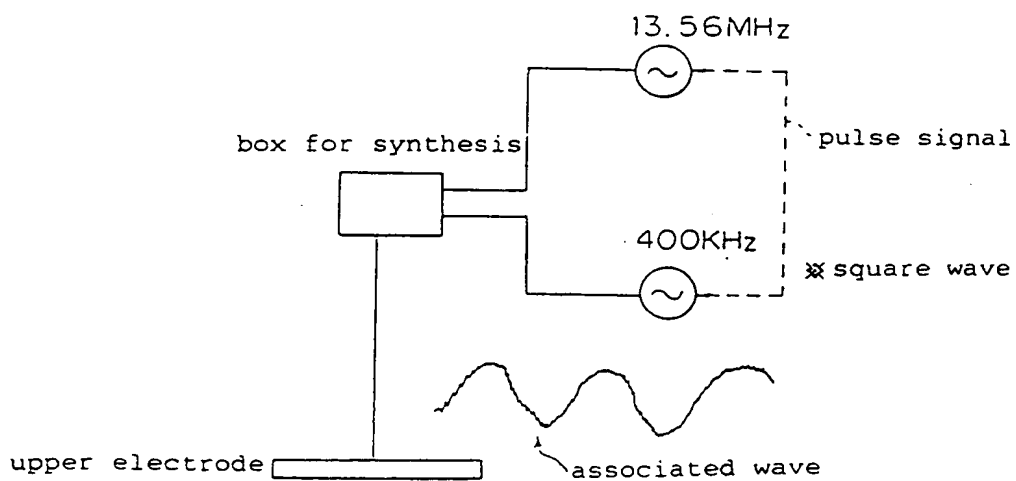 13.56MHz
box for synthesis
pulse signal
400KHz
※ square wave
upper electrode
associated wave